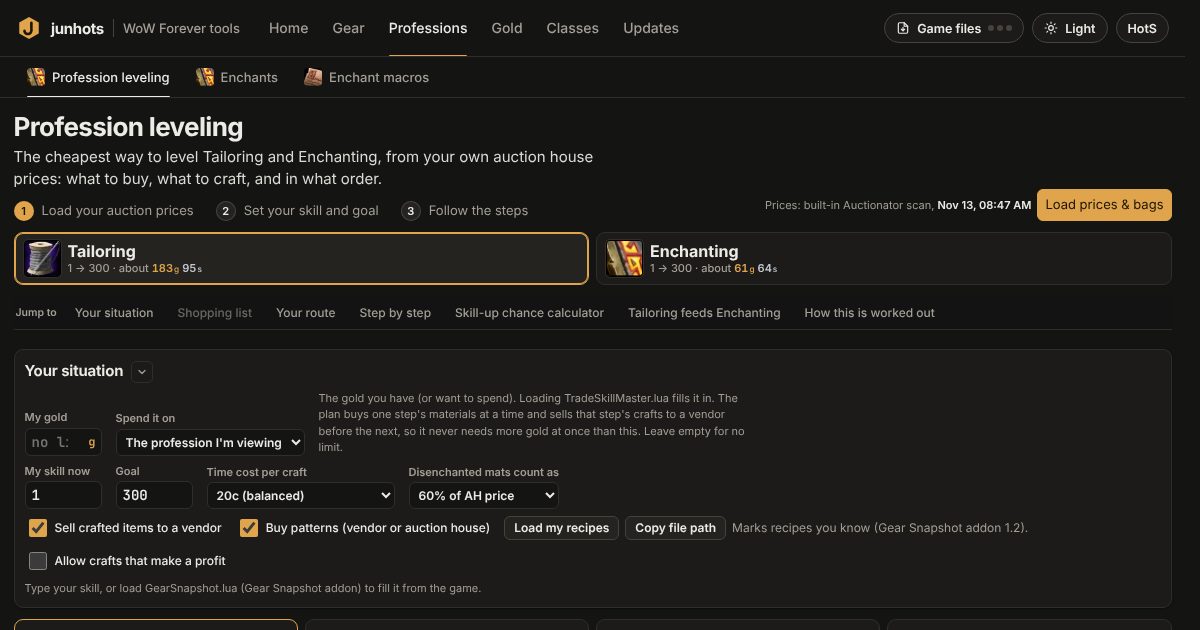 junhots WoW Forever tools Home Gear Professions Gold Classes Updates Game files Light HotS
Profession leveling Enchants Enchant macros
Profession leveling
The cheapest way to level Tailoring and Enchanting, from your own auction house
prices: what to buy, what to craft, and in what order.
1 Load your auction prices 2 Set your skill and goal 3 Follow the steps
Prices: built-in Auctionator scan, Nov 13, 08:47 AM Load prices & bags
Tailoring
1 → 300 · about 183g 95s
Enchanting
1 → 300 · about 61g 64s
Jump to Your situation Shopping list Your route Step by step Skill-up chance calculator Tailoring feeds Enchanting How this is worked out
Your situation
My gold
no l: g
Spend it on
The profession I'm viewing
The gold you have (or want to spend). Loading TradeSkillMaster.lua fills it in. The
plan buys one step's materials at a time and sells that step's crafts to a vendor
before the next, so it never needs more gold at once than this. Leave empty for no
limit.
My skill now
1
Goal
300
Time cost per craft
20c (balanced)
Disenchanted mats count as
60% of AH price
Sell crafted items to a vendor Buy patterns (vendor or auction house) Load my recipes Copy file path Marks recipes you know (Gear Snapshot addon 1.2).
Allow crafts that make a profit
Type your skill, or load GearSnapshot.lua (Gear Snapshot addon) to fill it from the game.